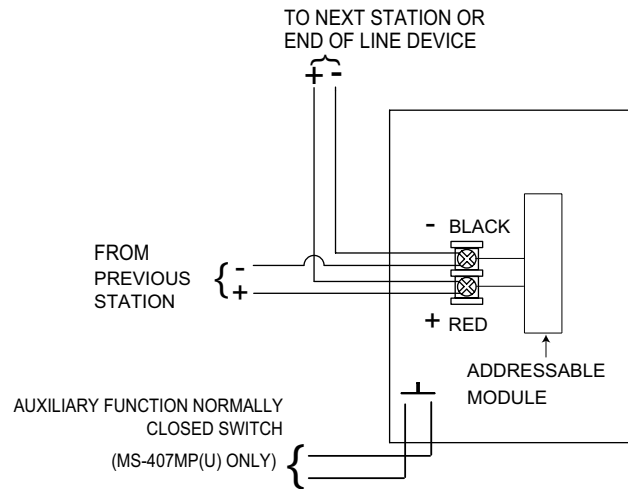 TO NEXT STATION OR
END OF LINE DEVICE
+ -
- BLACK
FROM
PREVIOUS
STATION
-
+
+ RED
ADDRESSABLE
MODULE
AUXILIARY FUNCTION NORMALLY
CLOSED SWITCH
(MS-407MP(U) ONLY)